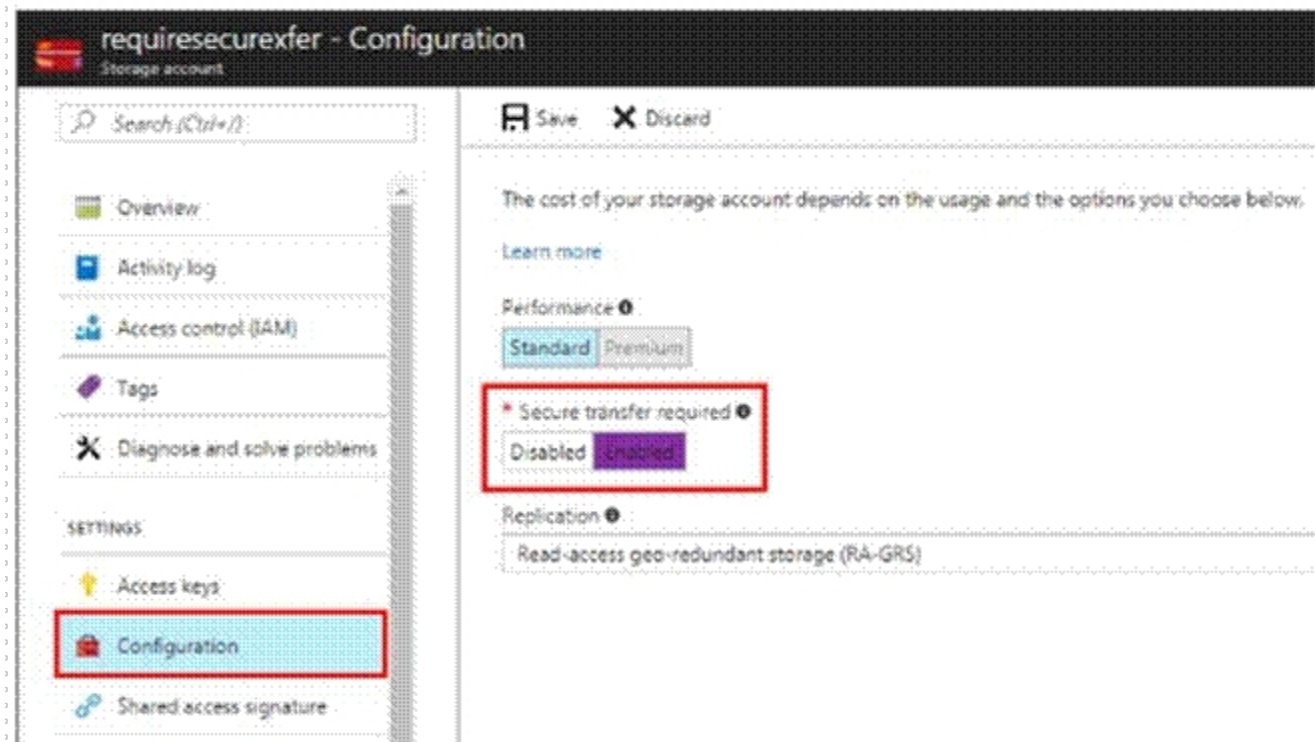 requiresecurexfer - Configuration
Storage account
Search (Ctrl+/)
Overview
Activity log
Access control (IAM)
Tags
Diagnose and solve problems
SETTINGS
Access keys
Configuration
Shared access signature
Save Discard
The cost of your storage account depends on the usage and the options you choose below.
Learn more
Performance
Standard Premium
* Secure transfer required
Disabled Enabled
Replication
Read-access geo-redundant storage (RA-GRS)